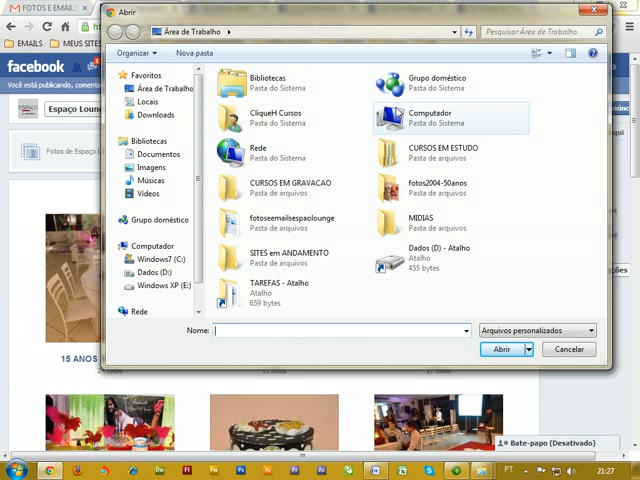 FOTOS E EMAIL
Abrir
Área de Trabalho
Pesquisar Área de Trabalho
EMAILS
MEUS SITES
Organizar
Nova pasta
facebook
Você está publicando, comenta
Espaço Loung
Fotos de Espaço L
Favoritos
Área de Trabalho
Locais
Downloads
Bibliotecas
Documentos
Imagens
Músicas
Vídeos
Grupo doméstico
Computador
Windows7 (C:)
Dados (D:)
Windows XP (E:)
Rede
Bibliotecas
Pasta do Sistema
Grupo doméstico
Pasta do Sistema
CliqueH Cursos
Pasta do Sistema
Computador
Pasta do Sistema
Rede
Pasta do Sistema
CURSOS EM ESTUDO
Pasta de arquivos
CURSOS EM GRAVACAO
Pasta de arquivos
fotos2004-50anos
Pasta de arquivos
fotoseemailsespaolounge
Pasta de arquivos
MIDIAS
Pasta de arquivos
SITES em ANDAMENTO
Pasta de arquivos
Dados (D) - Atalho
Atalho
455 bytes
TAREFAS - Atalho
Atalho
659 bytes
Nome:
Arquivos personalizados
Abrir
Cancelar
15 ANOS
Bate-papo (Desativado)
PT
21:27